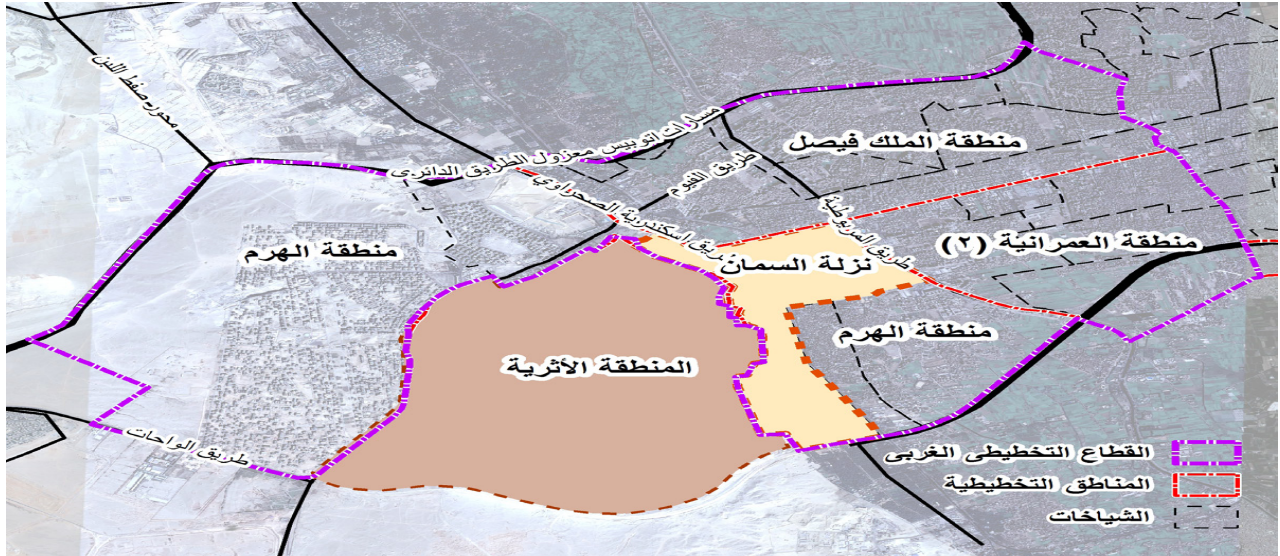 محور صفط اللبن
مسارات اتوبيس معزول الطريق الدائرى
منطقة الملك فيصل
طريق الفيوم
طريق المريوطية
طريق اسكندرية الصحراوي
منطقة العمرانية (٢)
منطقة الهرم
نزلة السمان
منطقة الهرم
المنطقة الأثرية
طريق الواحات
القطاع التخطيطى الغربى
المناطق التخطيطية
الشياخات